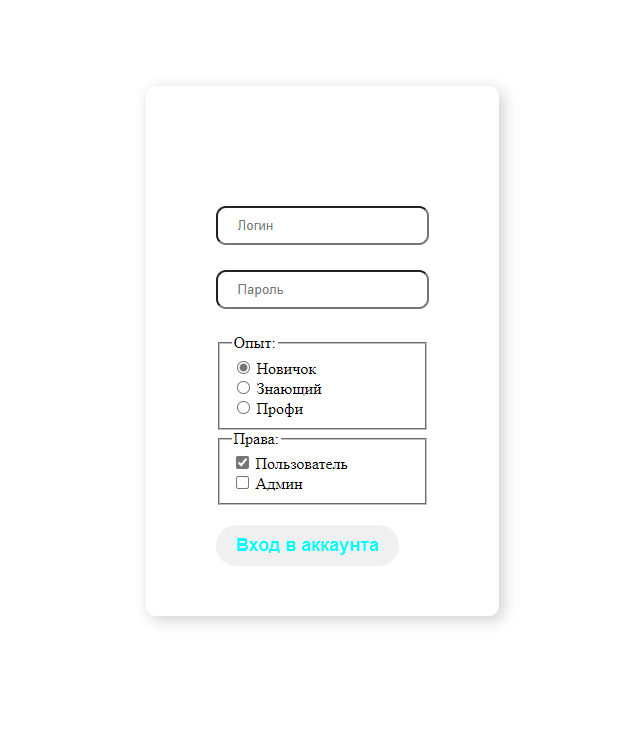 Логин
Пароль
Опыт:
Новичок
Знающий
Профи
Права:
Пользователь
Админ
Вход в аккаунта